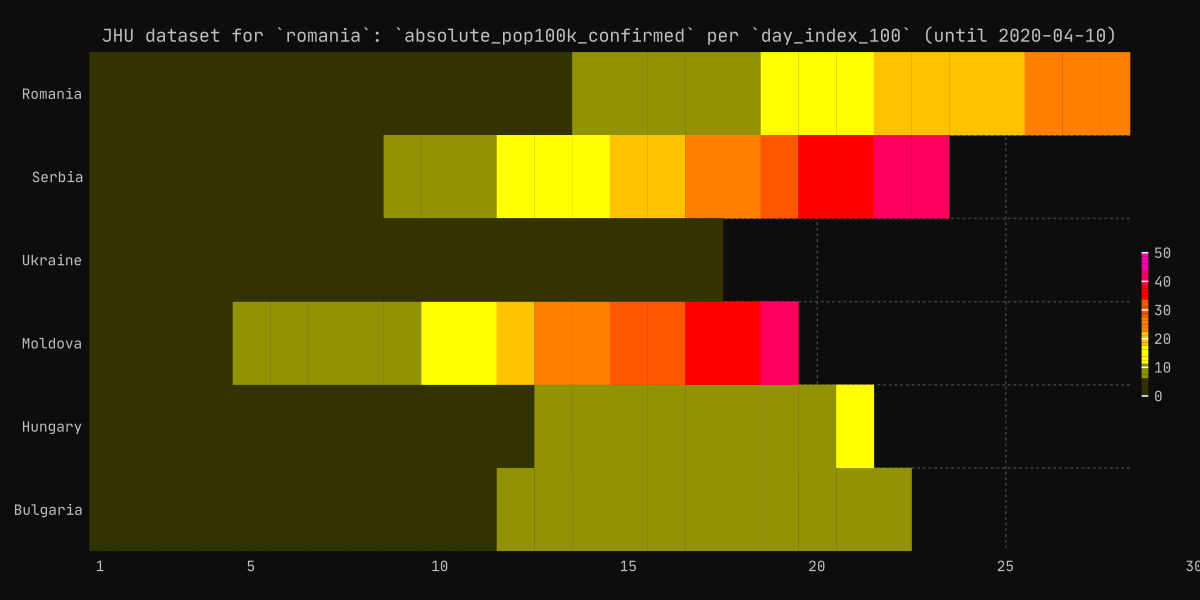 JHU dataset for `romania`: `absolute_pop100k_confirmed` per `day_index_100` (until 2020-04-10)
Romania
Serbia
Ukraine
Moldova
Hungary
Bulgaria
1 5 10 15 20 25 30
50
40
30
20
10
0